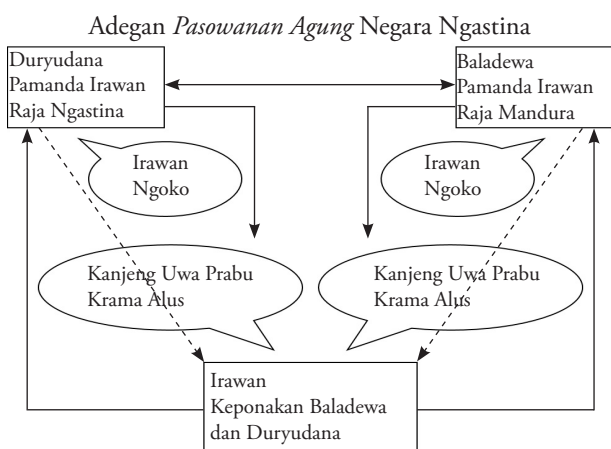 Adegan Pasowanan Agung Negara Ngastina
Duryudana
Pamanda Irawan
Raja Ngastina
Baladewa
Pamanda Irawan
Raja Mandura
Irawan
Ngoko
Irawan
Ngoko
Kanjeng Uwa Prabu
Krama Alus
Kanjeng Uwa Prabu
Krama Alus
Irawan
Keponakan Baladewa
dan Duryudana